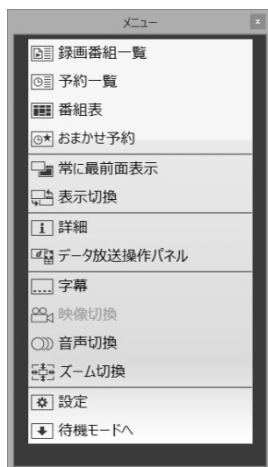 メニュー
録画番組一覧
予約一覧
番組表
おまかせ予約
常に最前面表示
表示切換
詳細
データ放送操作パネル
字幕
映像切換
音声切換
ズーム切換
設定
待機モードへ